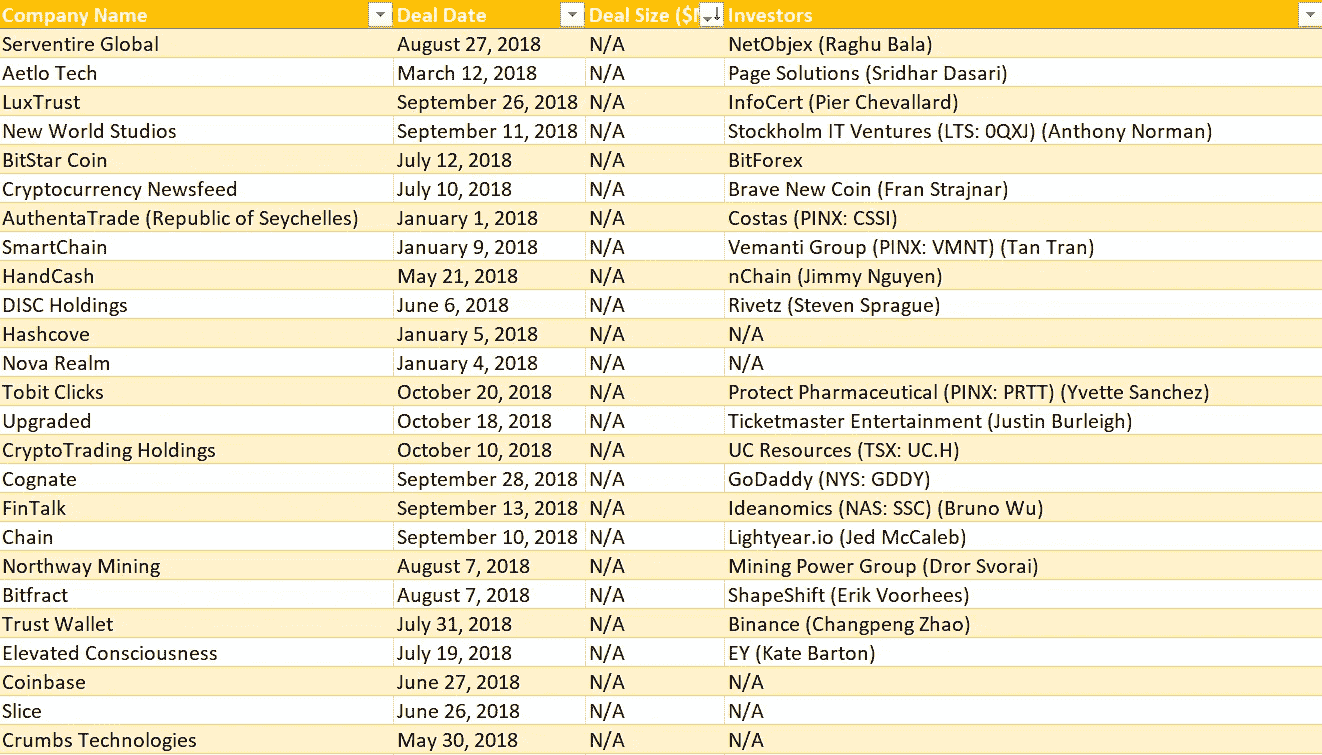 Company Name Deal Date Deal Size ($ Investors
Serventire Global August 27, 2018 N/A NetObjex (Raghu Bala)
Aetlo Tech March 12, 2018 N/A Page Solutions (Sridhar Dasari)
LuxTrust September 26, 2018 N/A InfoCert (Pier Chevallard)
New World Studios September 11, 2018 N/A Stockholm IT Ventures (LTS: 0QXJ) (Anthony Norman)
BitStar Coin July 12, 2018 N/A BitForex
Cryptocurrency Newsfeed July 10, 2018 N/A Brave New Coin (Fran Strajnar)
AuthentaTrade (Republic of Seychelles) January 1, 2018 N/A Costas (PINX: CSSI)
SmartChain January 9, 2018 N/A Vemanti Group (PINX: VMNT) (Tan Tran)
HandCash May 21, 2018 N/A nChain (Jimmy Nguyen)
DISC Holdings June 6, 2018 N/A Rivetz (Steven Sprague)
Hashcove January 5, 2018 N/A N/A
Nova Realm January 4, 2018 N/A N/A
Tobit Clicks October 20, 2018 N/A Protect Pharmaceutical (PINX: PRTT) (Yvette Sanchez)
Upgraded October 18, 2018 N/A Ticketmaster Entertainment (Justin Burleigh)
CryptoTrading Holdings October 10, 2018 N/A UC Resources (TSX: UC.H)
Cognate September 28, 2018 N/A GoDaddy (NYS: GDDY)
FinTalk September 13, 2018 N/A Ideanomics (NAS: SSC) (Bruno Wu)
Chain September 10, 2018 N/A Lightyear.io (Jed McCaleb)
Northway Mining August 7, 2018 N/A Mining Power Group (Dror Svorai)
Bitfract August 7, 2018 N/A ShapeShift (Erik Voorhees)
Trust Wallet July 31, 2018 N/A Binance (Changpeng Zhao)
Elevated Consciousness July 19, 2018 N/A EY (Kate Barton)
Coinbase June 27, 2018 N/A N/A
Slice June 26, 2018 N/A N/A
Crumbs Technologies May 30, 2018 N/A N/A